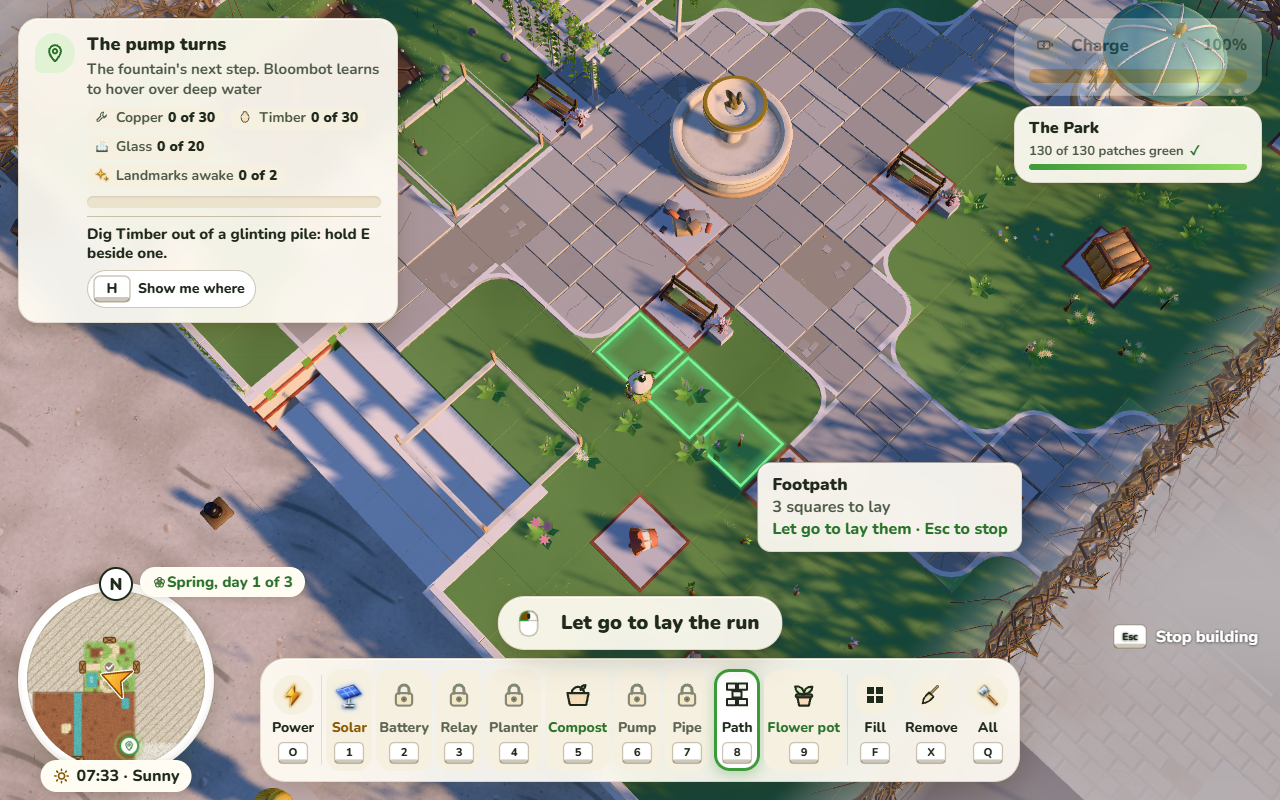 The pump turns
The fountain's next step. Bloombot learns
to hover over deep water
Copper 0 of 30 Timber 0 of 30
Glass 0 of 20
Landmarks awake 0 of 2
Dig Timber out of a glinting pile: hold E
beside one.
H Show me where
Charge 100%
The Park
130 of 130 patches green ✓
Footpath
3 squares to lay
Let go to lay them · Esc to stop
N
Spring, day 1 of 3
Let go to lay the run
Esc Stop building
Power Solar Battery Relay Planter Compost Pump Pipe Path Flower pot Fill Remove All
O 1 2 3 4 5 6 7 8 9 F X Q
07:33 · Sunny